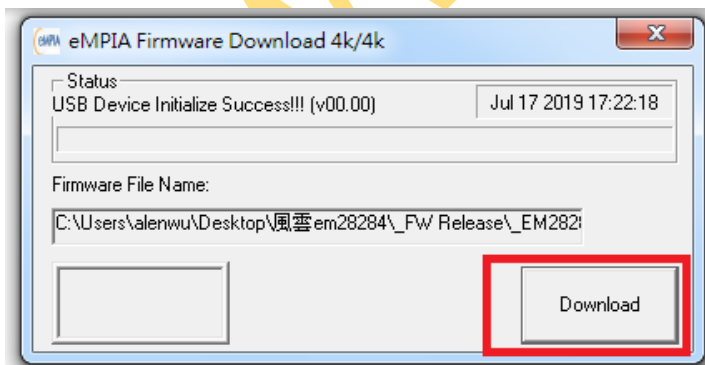 eMPIA Firmware Download 4k/4k
Status
USB Device Initialize Success!!! (v00.00)
Jul 17 2019 17:22:18
Firmware File Name:
C:\Users\alenwu\Desktop\風雲em28284\_FW Release\_EM282
Download